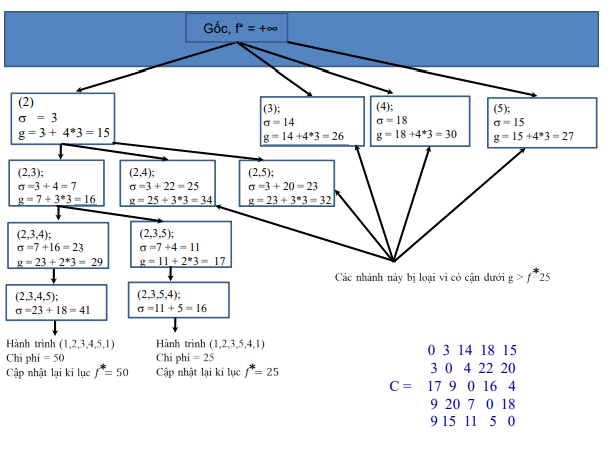 Gốc, f* = +∞
(2)
σ = 3
g = 3 + 4*3 = 15
(3);
σ = 14
g = 14 +4*3 = 26
(4);
σ = 18
g = 18 +4*3 = 30
(5);
σ = 15
g = 15 +4*3 = 27
(2,3);
σ =3 + 4 = 7
g = 7 + 3*3 = 16
(2,4);
σ =3 + 22 = 25
g = 25 + 3*3 = 34
(2,5);
σ =3 + 20 = 23
g = 23 + 3*3 = 32
(2,3,4);
σ =7 +16 = 23
g = 23 + 2*3 = 29
(2,3,5);
σ =7 +4 = 11
g = 11 + 2*3 = 17
Các nhánh này bị loại vì có cận dưới g > f*25
(2,3,4,5);
σ =23 + 18 = 41
(2,3,5,4);
σ =11 + 5 = 16
Hành trình (1,2,3,4,5,1)
Chi phí = 50
Cập nhật lại kỉ lục f*= 50
Hành trình (1,2,3,5,4,1)
Chi phí = 25
Cập nhật lại kỉ lục f*= 25
0 3 14 18 15
3 0 4 22 20
C = 17 9 0 16 4
9 20 7 0 18
9 15 11 5 0